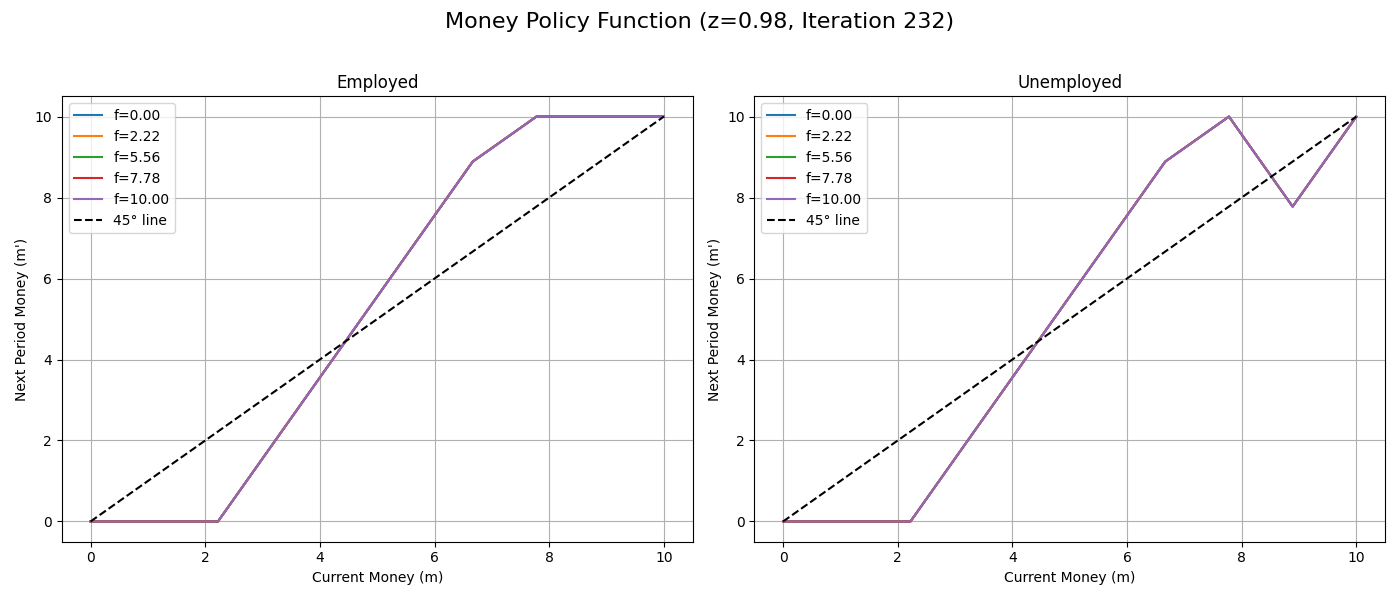 Money Policy Function (z=0.98, Iteration 232)
Employed
f=0.00
f=2.22
f=5.56
f=7.78
f=10.00
45° line
10
8
6
4
2
0
Next Period Money (m')
0 2 4 6 8 10
Current Money (m)
Unemployed
f=0.00
f=2.22
f=5.56
f=7.78
f=10.00
45° line
10
8
6
4
2
0
Next Period Money (m')
0 2 4 6 8 10
Current Money (m)